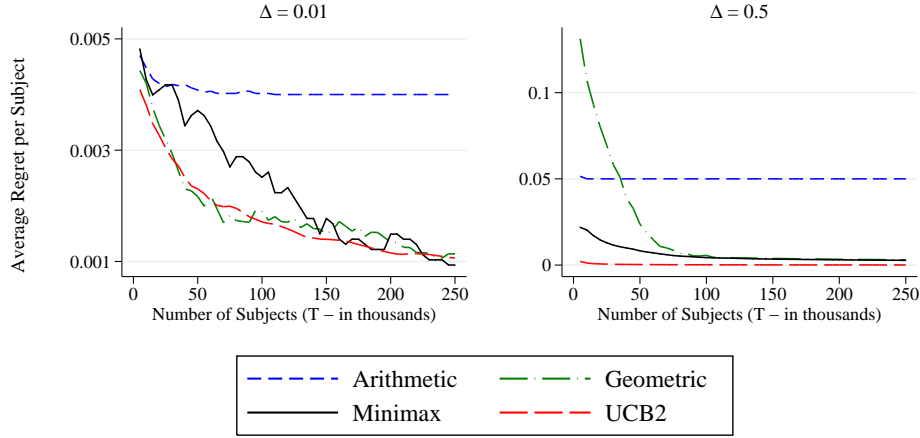 Δ = 0.01
Δ = 0.5
Average Regret per Subject
0.005
0.003
0.001
0.1
0.05
0
0 50 100 150 200 250
0 50 100 150 200 250
Number of Subjects (T − in thousands)
Number of Subjects (T − in thousands)
Arithmetic
Geometric
Minimax
UCB2